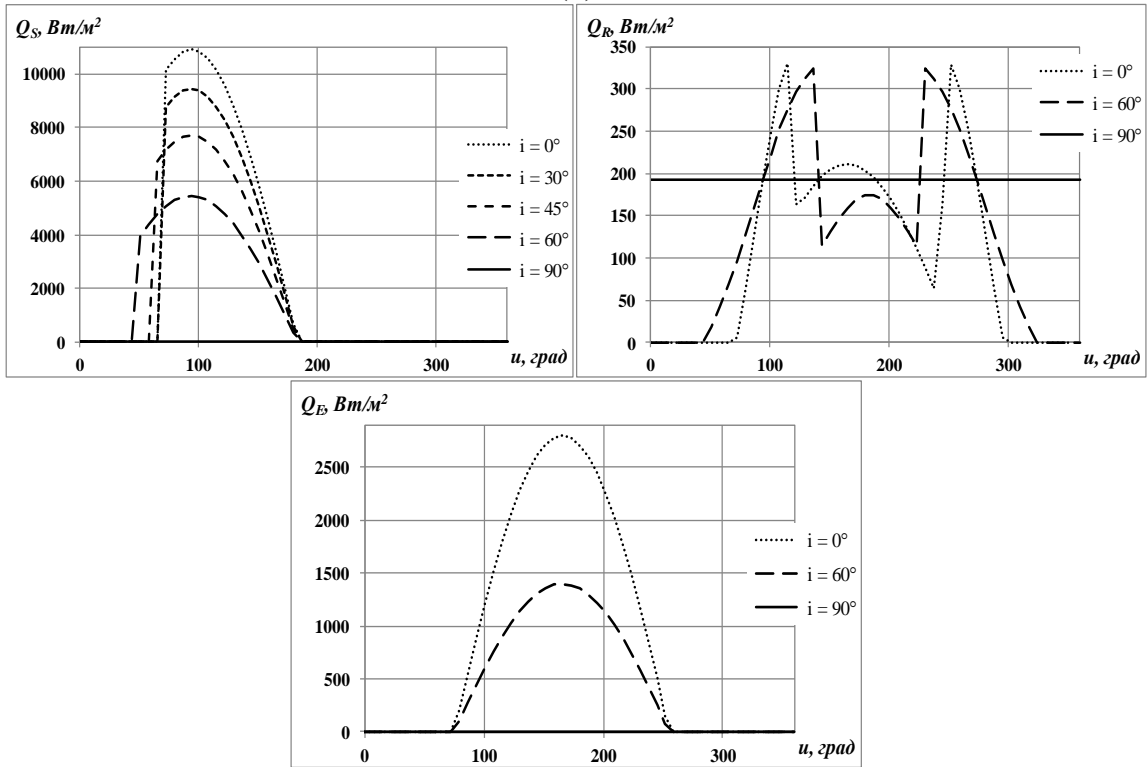 Q_S, Вт/м²
10000
8000
6000
4000
2000
0
0
100
200
300
u, град
i = 0°
i = 30°
i = 45°
i = 60°
i = 90°
Q_R, Вт/м²
350
300
250
200
150
100
50
0
0
100
200
300
u, град
i = 0°
i = 60°
i = 90°
Q_E, Вт/м²
2500
2000
1500
1000
500
0
0
100
200
300
u, град
i = 0°
i = 60°
i = 90°